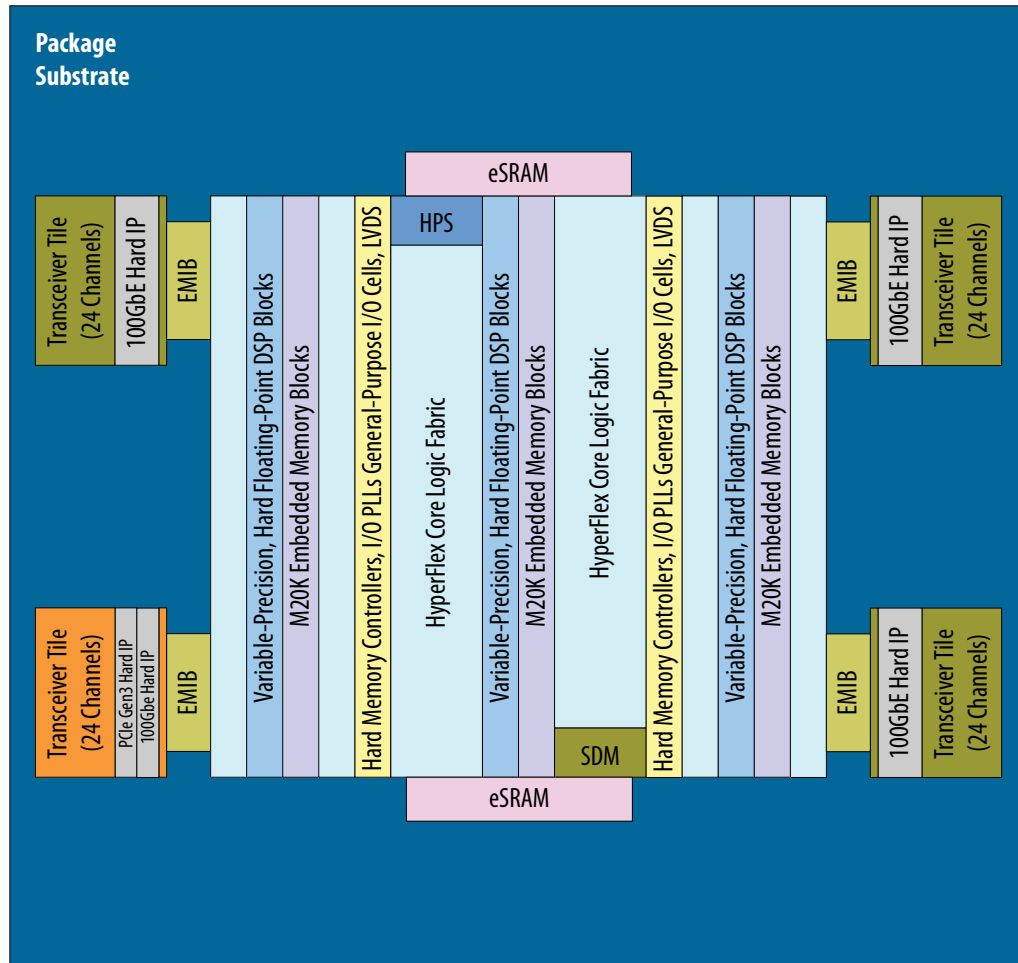 Package
Substrate
eSRAM
Transceiver Tile
(24 Channels)
100GbE Hard IP
EMIB
Variable-Precision, Hard Floating-Point DSP Blocks
M20K Embedded Memory Blocks
Hard Memory Controllers, I/O PLLs General-Purpose I/O Cells, LVDS
HPS
HyperFlex Core Logic Fabric
Variable-Precision, Hard Floating-Point DSP Blocks
M20K Embedded Memory Blocks
HyperFlex Core Logic Fabric
Hard Memory Controllers, I/O PLLs General-Purpose I/O Cells, LVDS
Variable-Precision, Hard Floating-Point DSP Blocks
M20K Embedded Memory Blocks
EMIB
100GbE Hard IP
Transceiver Tile
(24 Channels)
Transceiver Tile
(24 Channels)
PCIe Gen3 Hard IP
100Gbe Hard IP
EMIB
SDM
EMIB
100GbE Hard IP
Transceiver Tile
(24 Channels)
eSRAM